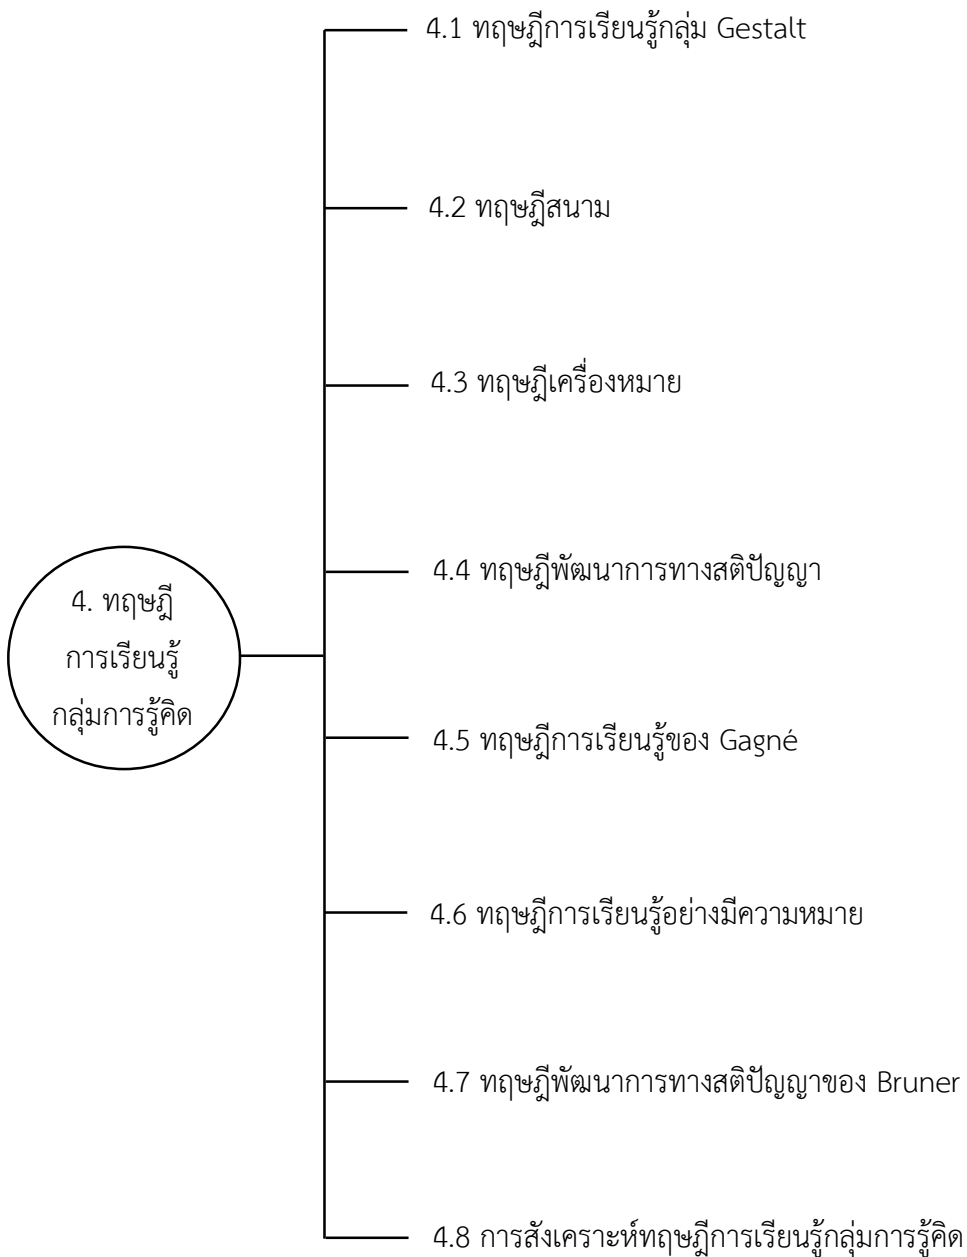 4.1 ทฤษฎีการเรียนรู้กลุ่ม Gestalt
4.2 ทฤษฎีสนาม
4.3 ทฤษฎีเครื่องหมาย
4.4 ทฤษฎีพัฒนาการทางสติปัญญา
4. ทฤษฎี
การเรียนรู้
กลุ่มการรู้คิด
4.5 ทฤษฎีการเรียนรู้ของ Gagné
4.6 ทฤษฎีการเรียนรู้อย่างมีความหมาย
4.7 ทฤษฎีพัฒนาการทางสติปัญญาของ Bruner
4.8 การสังเคราะห์ทฤษฎีการเรียนรู้กลุ่มการรู้คิด